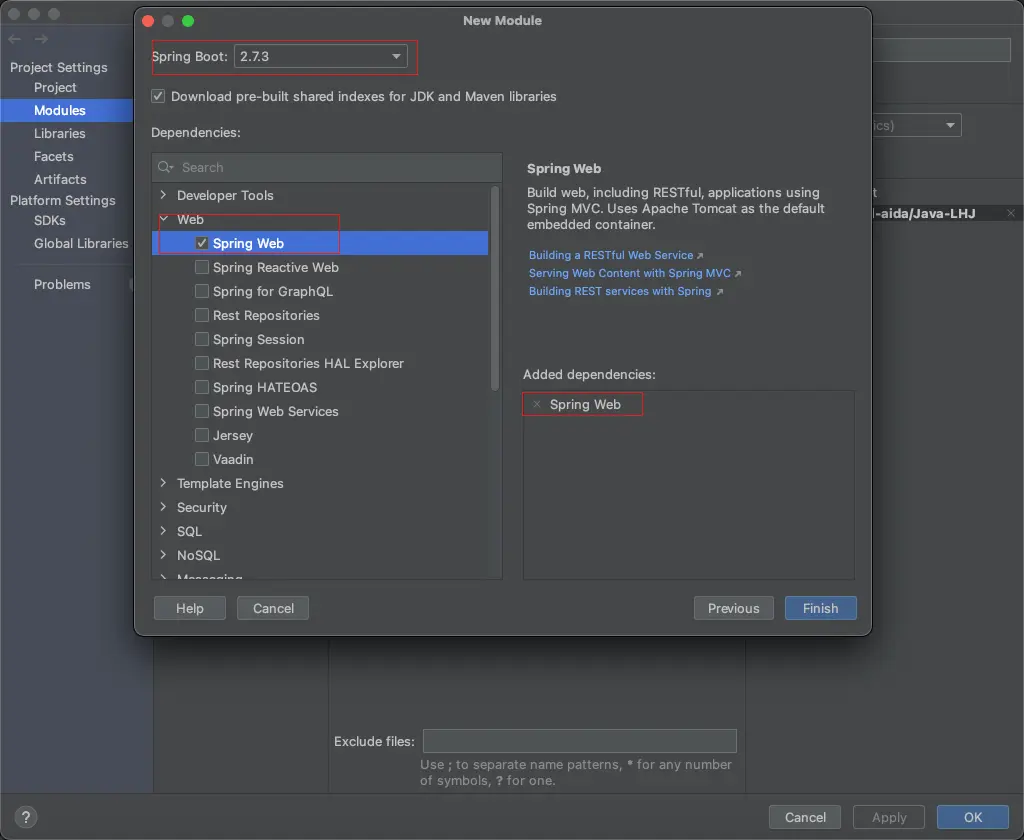 New Module
Spring Boot: 2.7.3
Download pre-built shared indexes for JDK and Maven libraries
Dependencies:
Search
Developer Tools
Web
Spring Web
Spring Reactive Web
Spring for GraphQL
Rest Repositories
Spring Session
Rest Repositories HAL Explorer
Spring HATEOAS
Spring Web Services
Jersey
Vaadin
Template Engines
Security
SQL
NoSQL
Messaging
Spring Web
Build web, including RESTful, applications using
Spring MVC. Uses Apache Tomcat as the default
embedded container.
Building a RESTful Web Service
Serving Web Content with Spring MVC
Building REST services with Spring
Added dependencies:
Spring Web
Help
Cancel
Previous
Finish
Project Settings
Project
Modules
Libraries
Facets
Artifacts
Platform Settings
SDKs
Global Libraries
Problems
ics)
t
-aida/Java-LHJ
Exclude files:
Use ; to separate name patterns, * for any number
of symbols, ? for one.
?
Cancel
Apply
OK